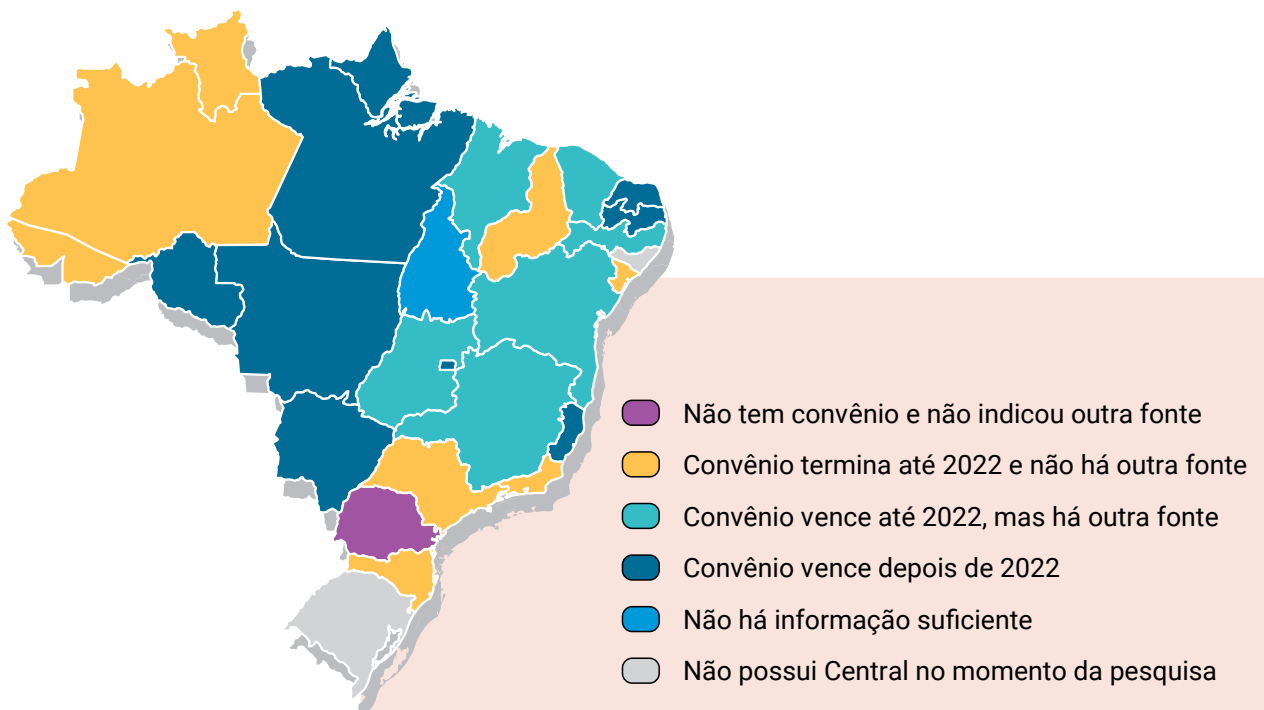 Não tem convênio e não indicou outra fonte
Convênio termina até 2022 e não há outra fonte
Convênio vence até 2022, mas há outra fonte
Convênio vence depois de 2022
Não há informação suficiente
Não possui Central no momento da pesquisa